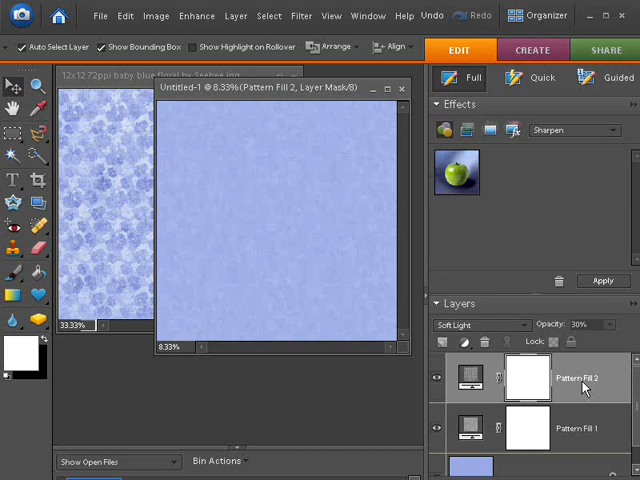 File Edit Image Enhance Layer Select Filter View Window Help Undo Redo Organizer
Auto Select Layer Show Bounding Box Show Highlight on Rollover Arrange Align EDIT CREATE SHARE
Full Quick Guided
12x12 72ppi baby blue floral by Seebee.jpg
Untitled-1 @ 8.33%(Pattern Fill 2, Layer Mask/8)
Effects
Sharpen
Apply
Layers
Soft Light Opacity: 30%
Lock:
33.33%
8.33%
Pattern Fill 2
Pattern Fill 1
Show Open Files Bin Actions